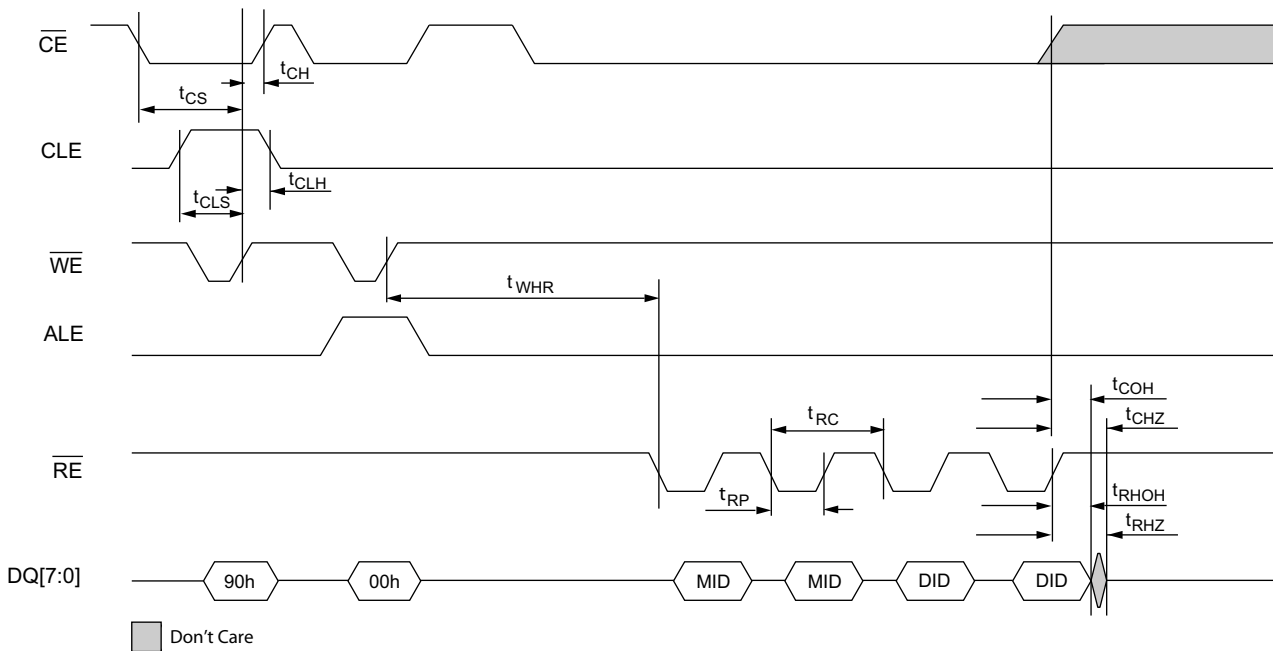 CE
tCH
tCS
CLE
tCLH
tCLS
WE
tWHR
ALE
tCOH
tRC
tCHZ
RE
tRP
tRHOH
tRHZ
DQ[7:0]
90h
00h
MID
MID
DID
DID
Don't Care